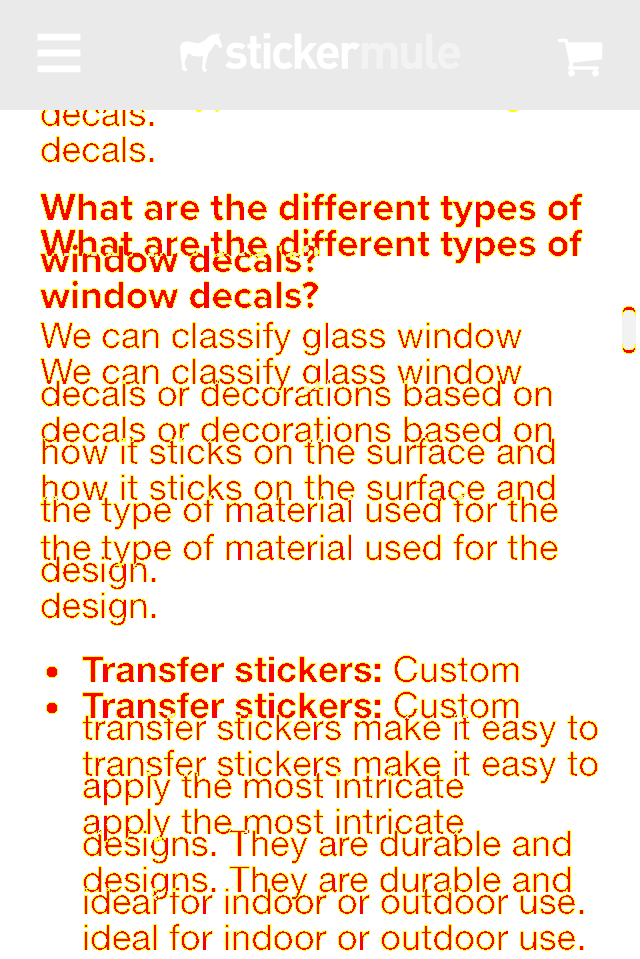 stickermule
decals.
decals.
What are the different types of
What are the different types of
window decals?
window decals?
We can classify glass window
We can classify glass window
decals or decorations based on
decals or decorations based on
how it sticks on the surface and
how it sticks on the surface and
the type of material used for the
the type of material used for the
design.
design.
• Transfer stickers: Custom
• Transfer stickers: Custom
transfer stickers make it easy to
transfer stickers make it easy to
apply the most intricate
apply the most intricate
designs. They are durable and
designs. They are durable and
ideal for indoor or outdoor use.
ideal for indoor or outdoor use.